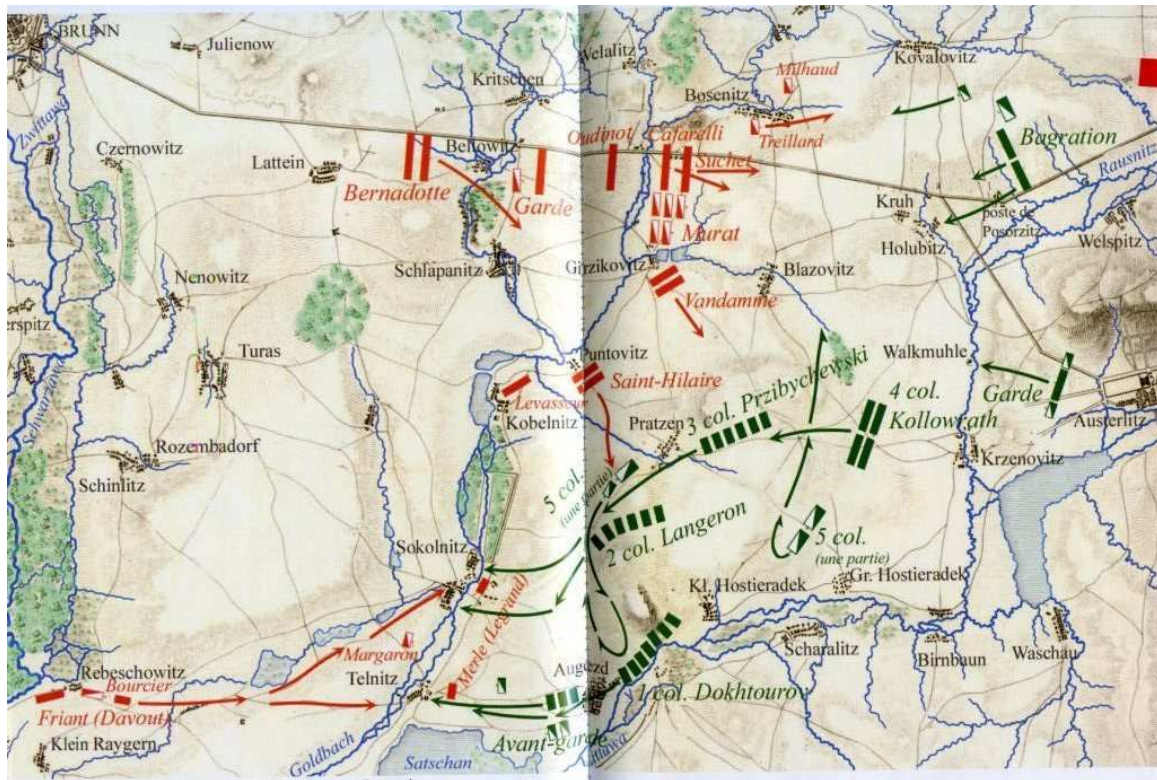 BRUNN
Julienow
Kritschen
Welalitz
Kovalovitz
Milhaud
Bosenitz
Zwittawa
Czernowitz
Lattein
Bellowitz
Oudinot
Cafarelli
Treillard
Suchet
Bagration
Rausnitz
Bernadotte
Garde
Murat
Kruh
poste de
Posorzitz
Holubitz
Welspitz
Schlapanitz
Girzikovitz
Blazovitz
Nenowitz
Vandamme
erspitz
Turas
Puntovitz
Walkmuhle
Schwarzawa
Saint-Hilaire
Levasseur
Kobelnitz
Pratzen
3 col. Przibychewski
4 col.
Kollowrath
Garde
Austerlitz
Rozembadorf
Schinlitz
Krzenovitz
5 col.
(une partie)
2 col. Langeron
5 col.
(une partie)
Sokolnitz
Kl. Hostieradek
Gr. Hostieradek
Merle (Legrand)
Margaron
Scharalitz
Birnbaun
Waschau
Rebeschowitz
Bourcier
Telnitz
Augezd
1 col. Dokhtourov
Friant (Davout)
Avant-garde
Klein Raygern
Goldbach
Satschan